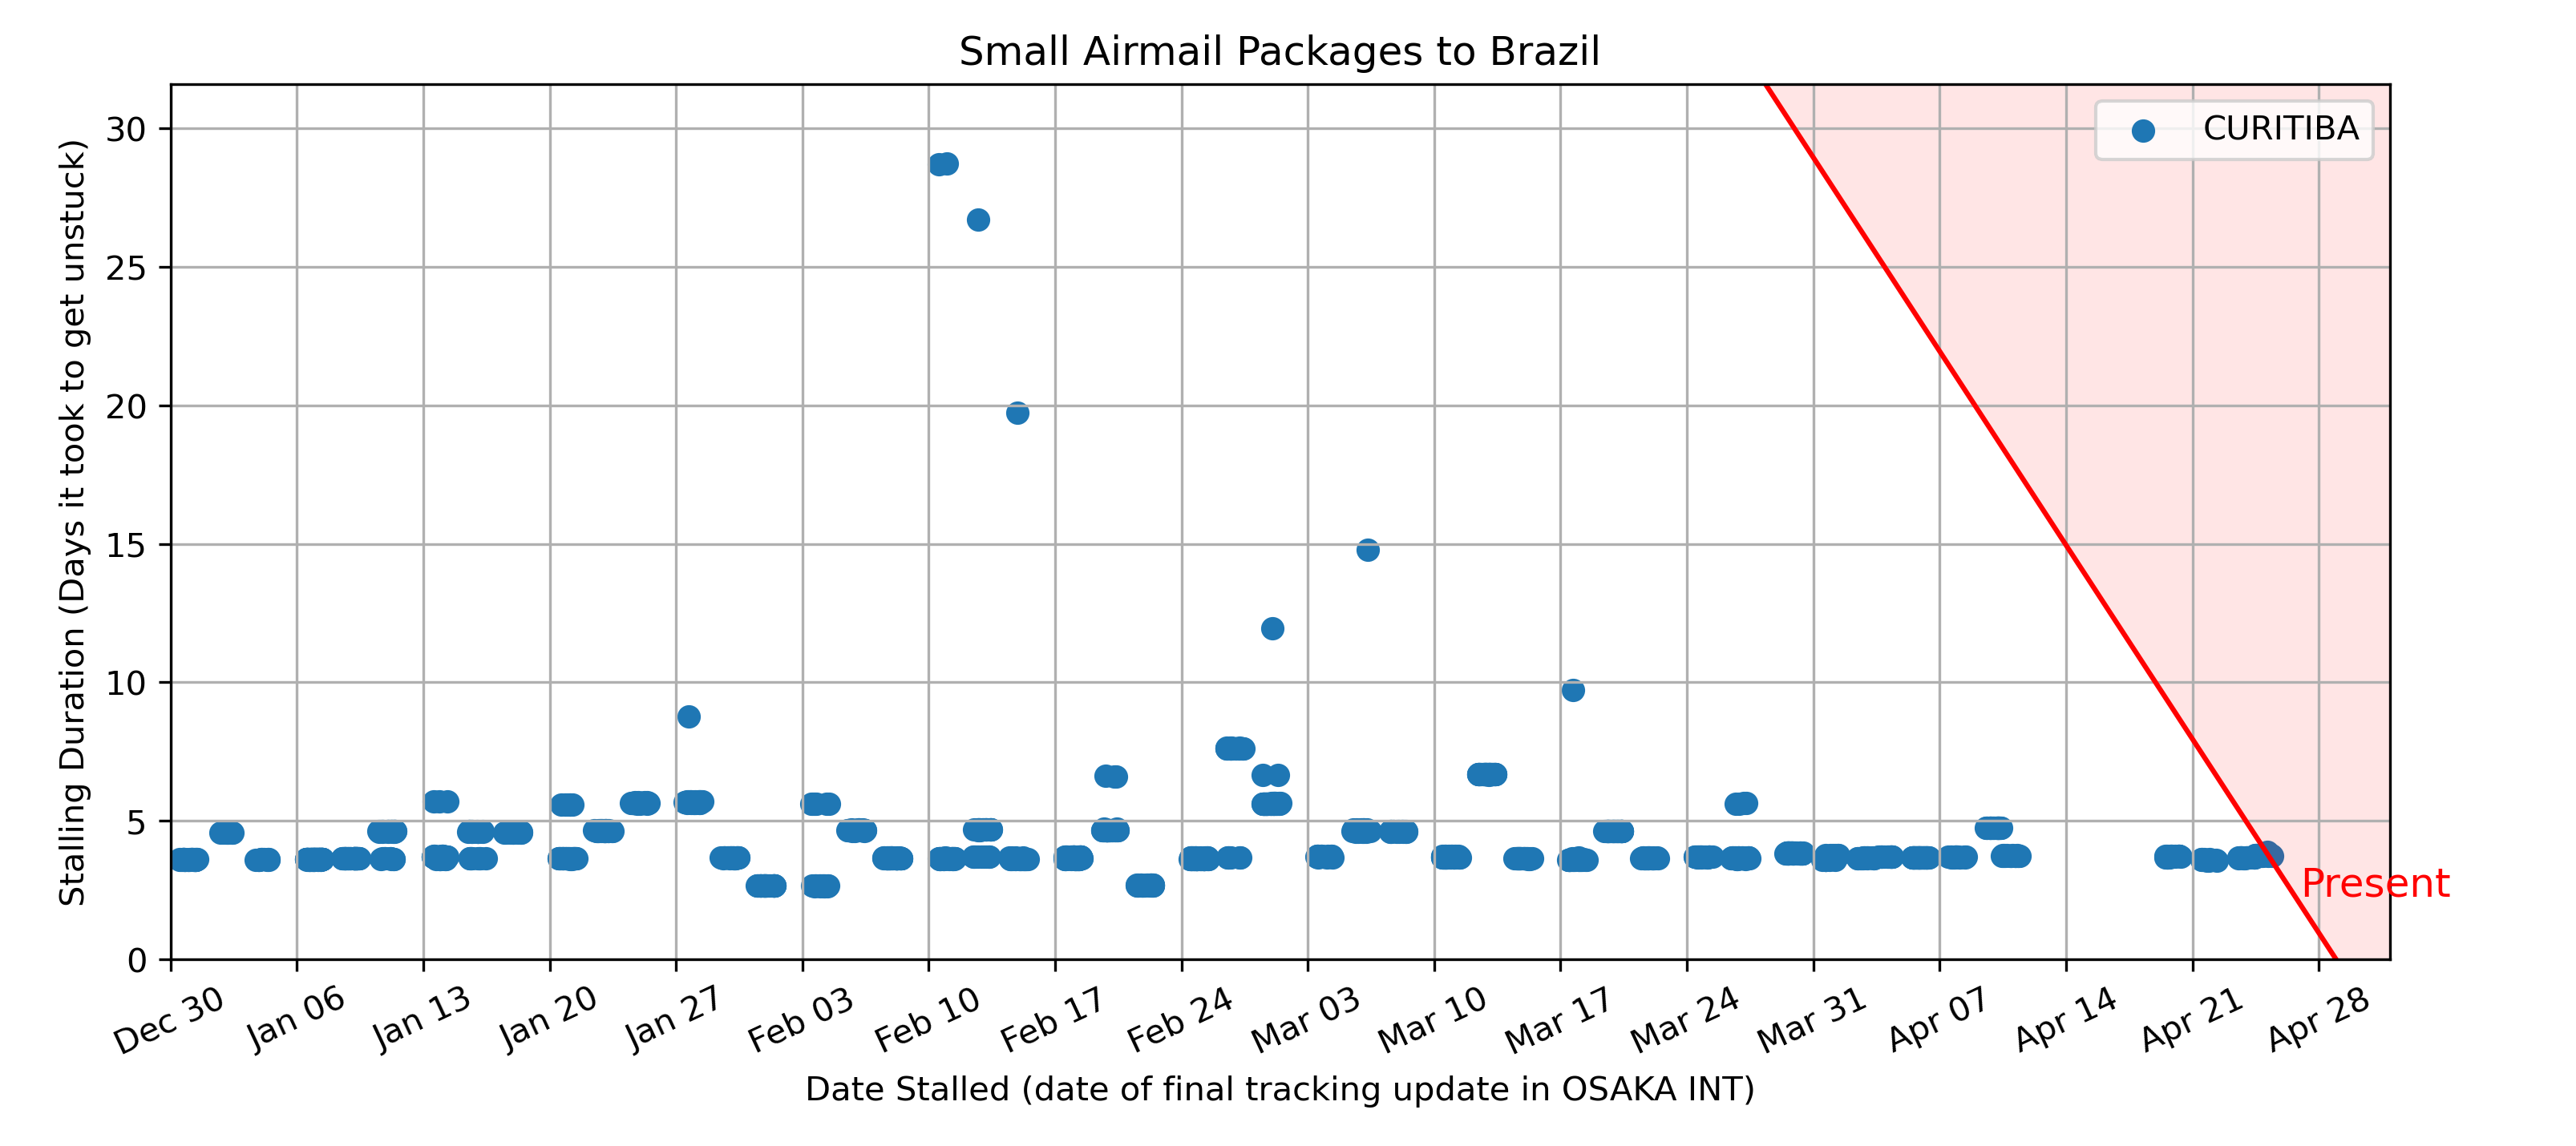 Small Airmail Packages to Brazil
Stalling Duration (Days it took to get unstuck)
30
25
20
15
10
5
0
CURITIBA
Present
Dec 30
Jan 06
Jan 13
Jan 20
Jan 27
Feb 03
Feb 10
Feb 17
Feb 24
Mar 03
Mar 10
Mar 17
Mar 24
Mar 31
Apr 07
Apr 14
Apr 21
Apr 28
Date Stalled (date of final tracking update in OSAKA INT)